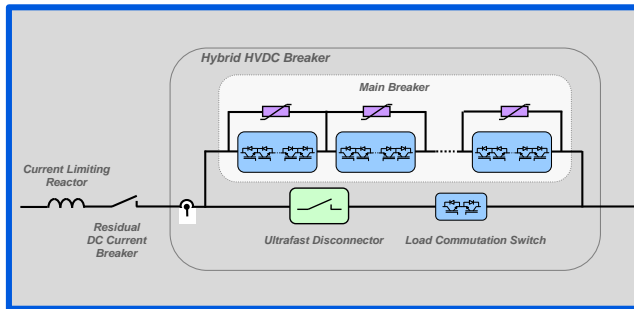 Hybrid HVDC Breaker
Main Breaker
Current Limiting
Reactor
Residual
DC Current
Breaker
Ultrafast Disconnector
Load Commutation Switch